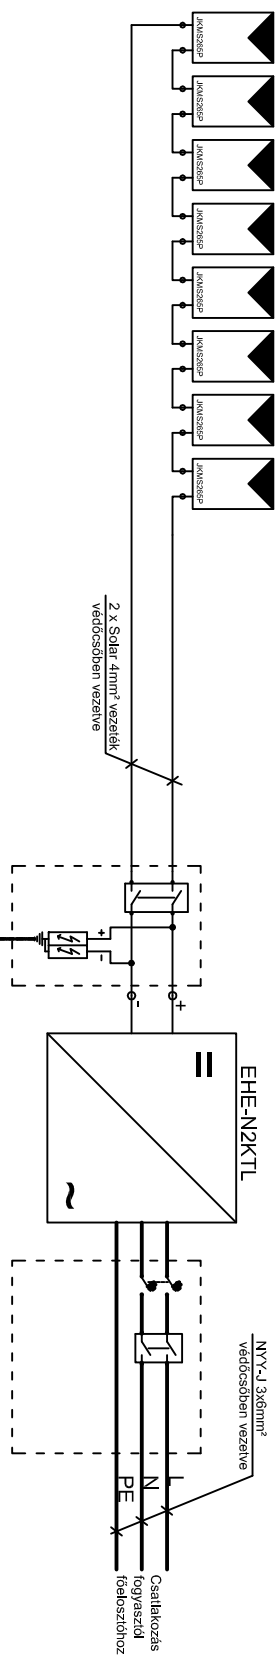 JKMS265P
JKMS265P
JKMS265P
JKMS265P
JKMS265P
JKMS265P
JKMS265P
JKMS265P
2 x Solar 4mm² vezeték
védőcsőben vezetve
+
-
+
-
=
EHE-N2KTL
~
NYY-J 3x6mm²
védőcsőben vezetve
L
N
PE
Csatlakozás
fogyasztói
főelosztóhoz